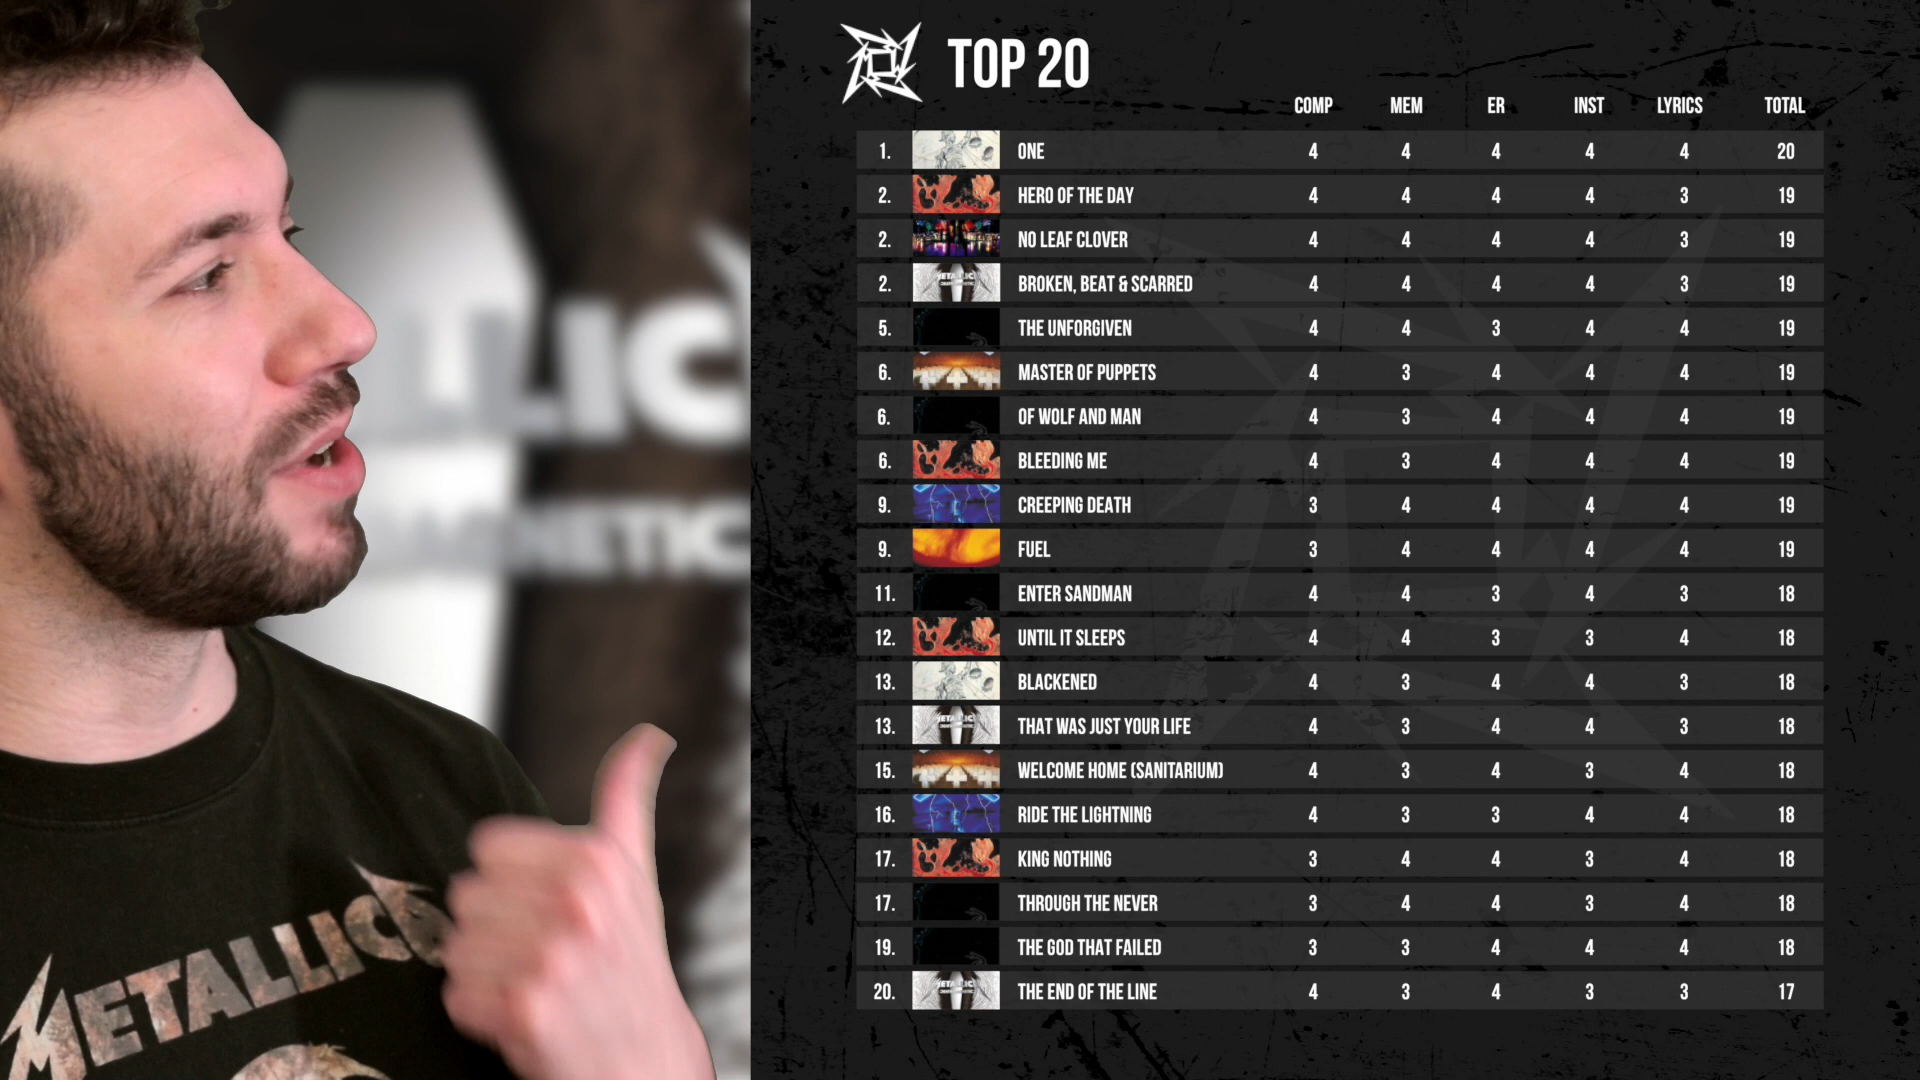 TOP 20
COMP MEM ER INST LYRICS TOTAL
1. ONE 4 4 4 4 4 20
2. HERO OF THE DAY 4 4 4 4 3 19
2. NO LEAF CLOVER 4 4 4 4 3 19
2. BROKEN, BEAT & SCARRED 4 4 4 4 3 19
5. THE UNFORGIVEN 4 4 3 4 4 19
6. MASTER OF PUPPETS 4 3 4 4 4 19
6. OF WOLF AND MAN 4 3 4 4 4 19
6. BLEEDING ME 4 3 4 4 4 19
9. CREEPING DEATH 3 4 4 4 4 19
9. FUEL 3 4 4 4 4 19
11. ENTER SANDMAN 4 4 3 4 3 18
12. UNTIL IT SLEEPS 4 4 3 3 4 18
13. BLACKENED 4 3 4 4 3 18
13. THAT WAS JUST YOUR LIFE 4 3 4 4 3 18
15. WELCOME HOME (SANITARIUM) 4 3 4 3 4 18
16. RIDE THE LIGHTNING 4 3 3 4 4 18
17. KING NOTHING 3 4 4 3 4 18
17. THROUGH THE NEVER 3 4 4 3 4 18
19. THE GOD THAT FAILED 3 3 4 4 4 18
20. THE END OF THE LINE 4 3 4 3 3 17
METALLICA